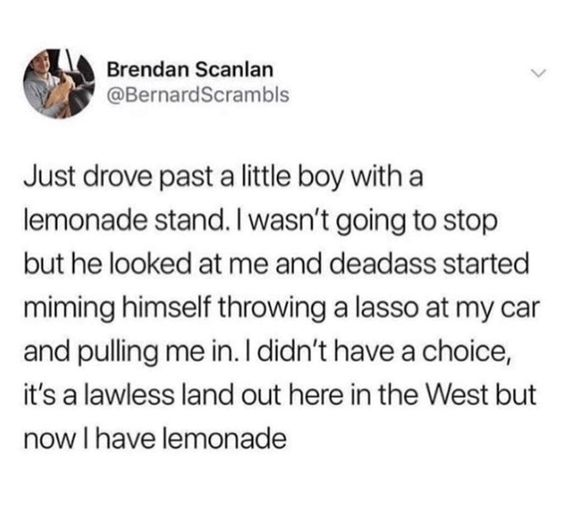 Brendan Scanlan
@BernardScrambls
Just drove past a little boy with a
lemonade stand. I wasn't going to stop
but he looked at me and deadass started
miming himself throwing a lasso at my car
and pulling me in. I didn't have a choice,
it's a lawless land out here in the West but
now I have lemonade